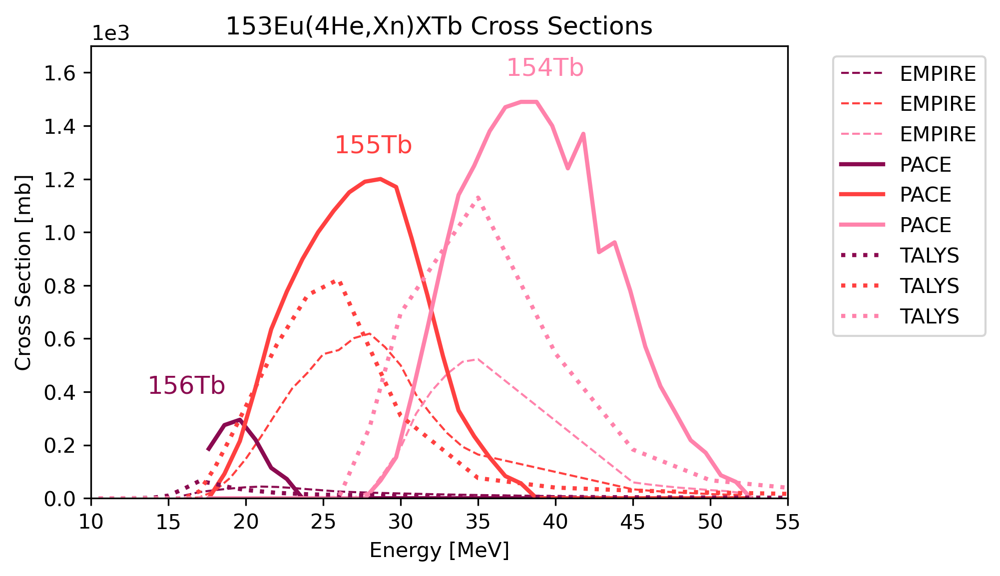 153Eu(4He,Xn)XTb Cross Sections
1e3
1.6
1.4
1.2
1.0
0.8
0.6
0.4
0.2
0.0
Cross Section [mb]
154Tb
155Tb
156Tb
10 15 20 25 30 35 40 45 50 55
Energy [MeV]
EMPIRE
EMPIRE
EMPIRE
PACE
PACE
PACE
TALYS
TALYS
TALYS